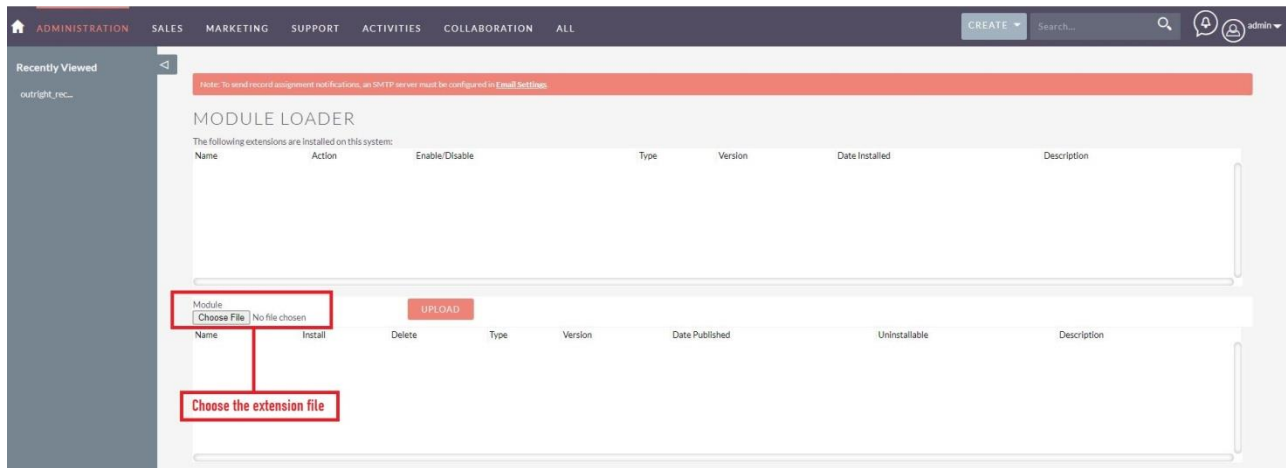 ADMINISTRATION SALES MARKETING SUPPORT ACTIVITIES COLLABORATION ALL CREATE Search... admin
Recently Viewed
outright_rec...
Note: To send record assignment notifications, an SMTP server must be configured in Email Settings.
MODULE LOADER
The following extensions are installed on this system:
Name Action Enable/Disable Type Version Date Installed Description
Module
Choose File No file chosen UPLOAD
Name Install Delete Type Version Date Published Uninstallable Description
Choose the extension file